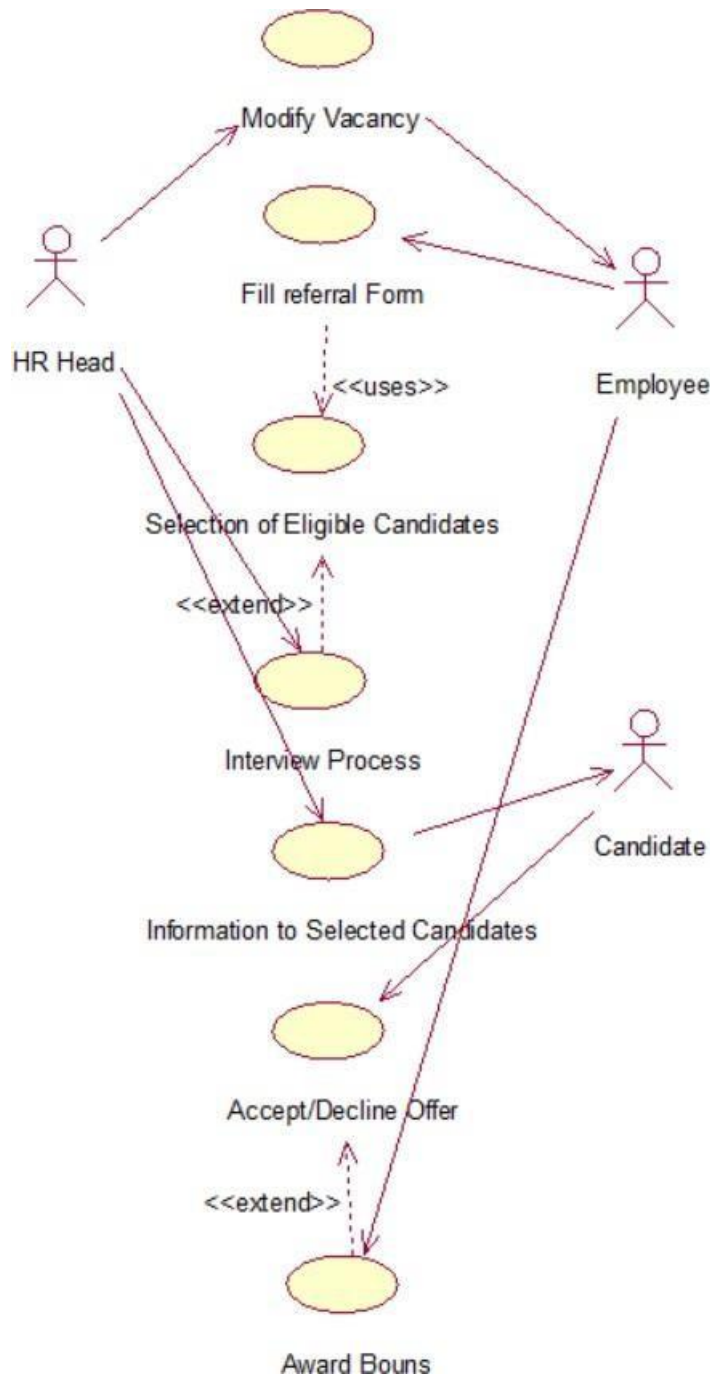 Modify Vacancy
Fill referral Form
HR Head
<<uses>>
Employee
Selection of Eligible Candidates
<<extend>>
Interview Process
Candidate
Information to Selected Candidates
Accept/Decline Offer
<<extend>>
Award Bouns